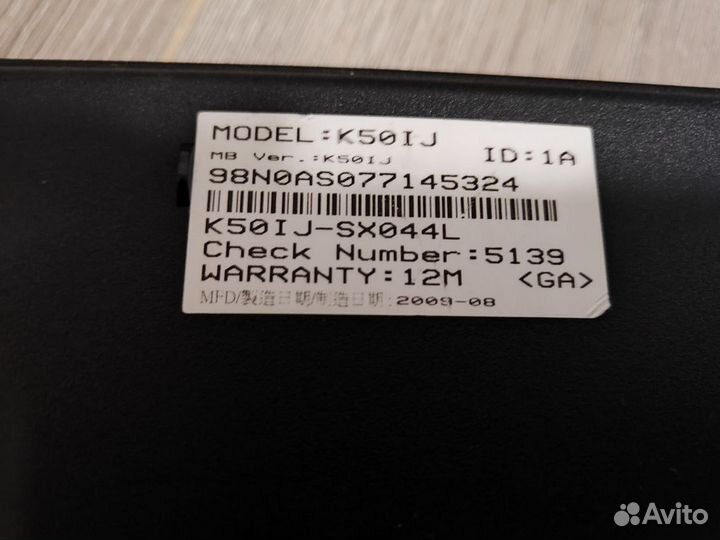 MODEL:K50IJ ID:1A
MB Ver.:K50IJ
98N0AS077145324
K50IJ-SX044L
Check Number:5139
WARRANTY:12M <GA>
MFD/製造日期/制造日期:2009-08
Avito